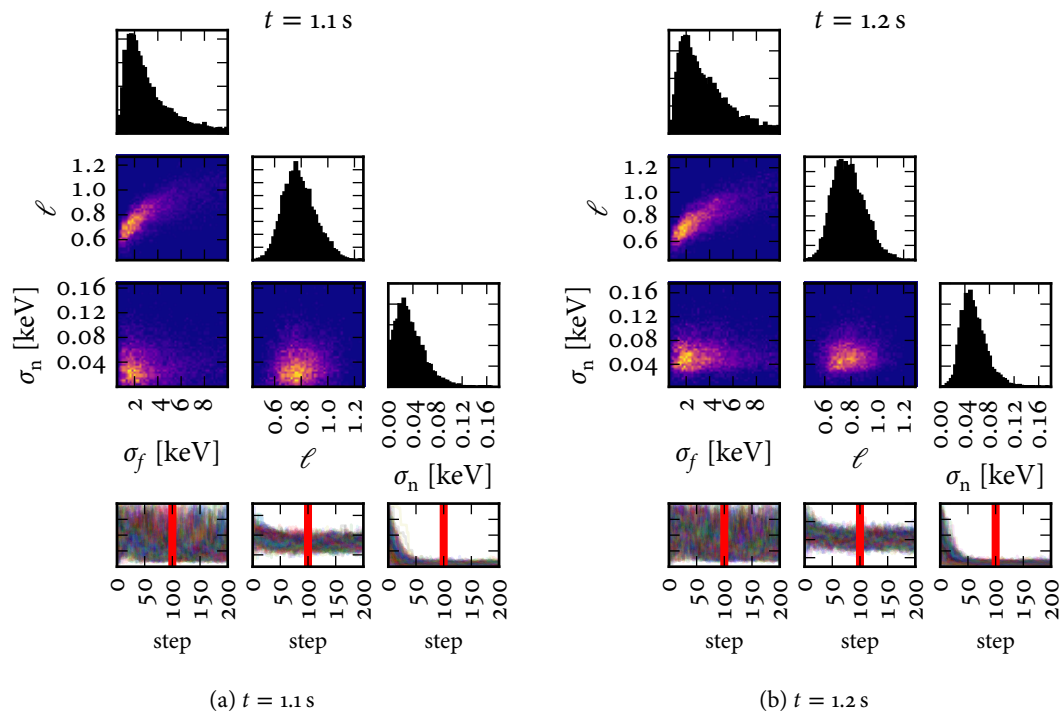 t = 1.1 s
t = 1.2 s
ℓ
1.2
1.0
0.8
0.6
σn [keV]
0.16
0.12
0.08
0.04
2 4 6 8
σf [keV]
0.6 0.8 1.0 1.2
ℓ
0.00 0.04 0.08 0.12 0.16
σn [keV]
0 50 100 150 200
step
0 50 100 150 200
step
0 50 100 150 200
step
(a) t = 1.1 s
ℓ
1.2
1.0
0.8
0.6
σn [keV]
0.16
0.12
0.08
0.04
2 4 6 8
σf [keV]
0.6 0.8 1.0 1.2
ℓ
0.00 0.04 0.08 0.12 0.16
σn [keV]
0 50 100 150 200
step
0 50 100 150 200
step
0 50 100 150 200
step
(b) t = 1.2 s